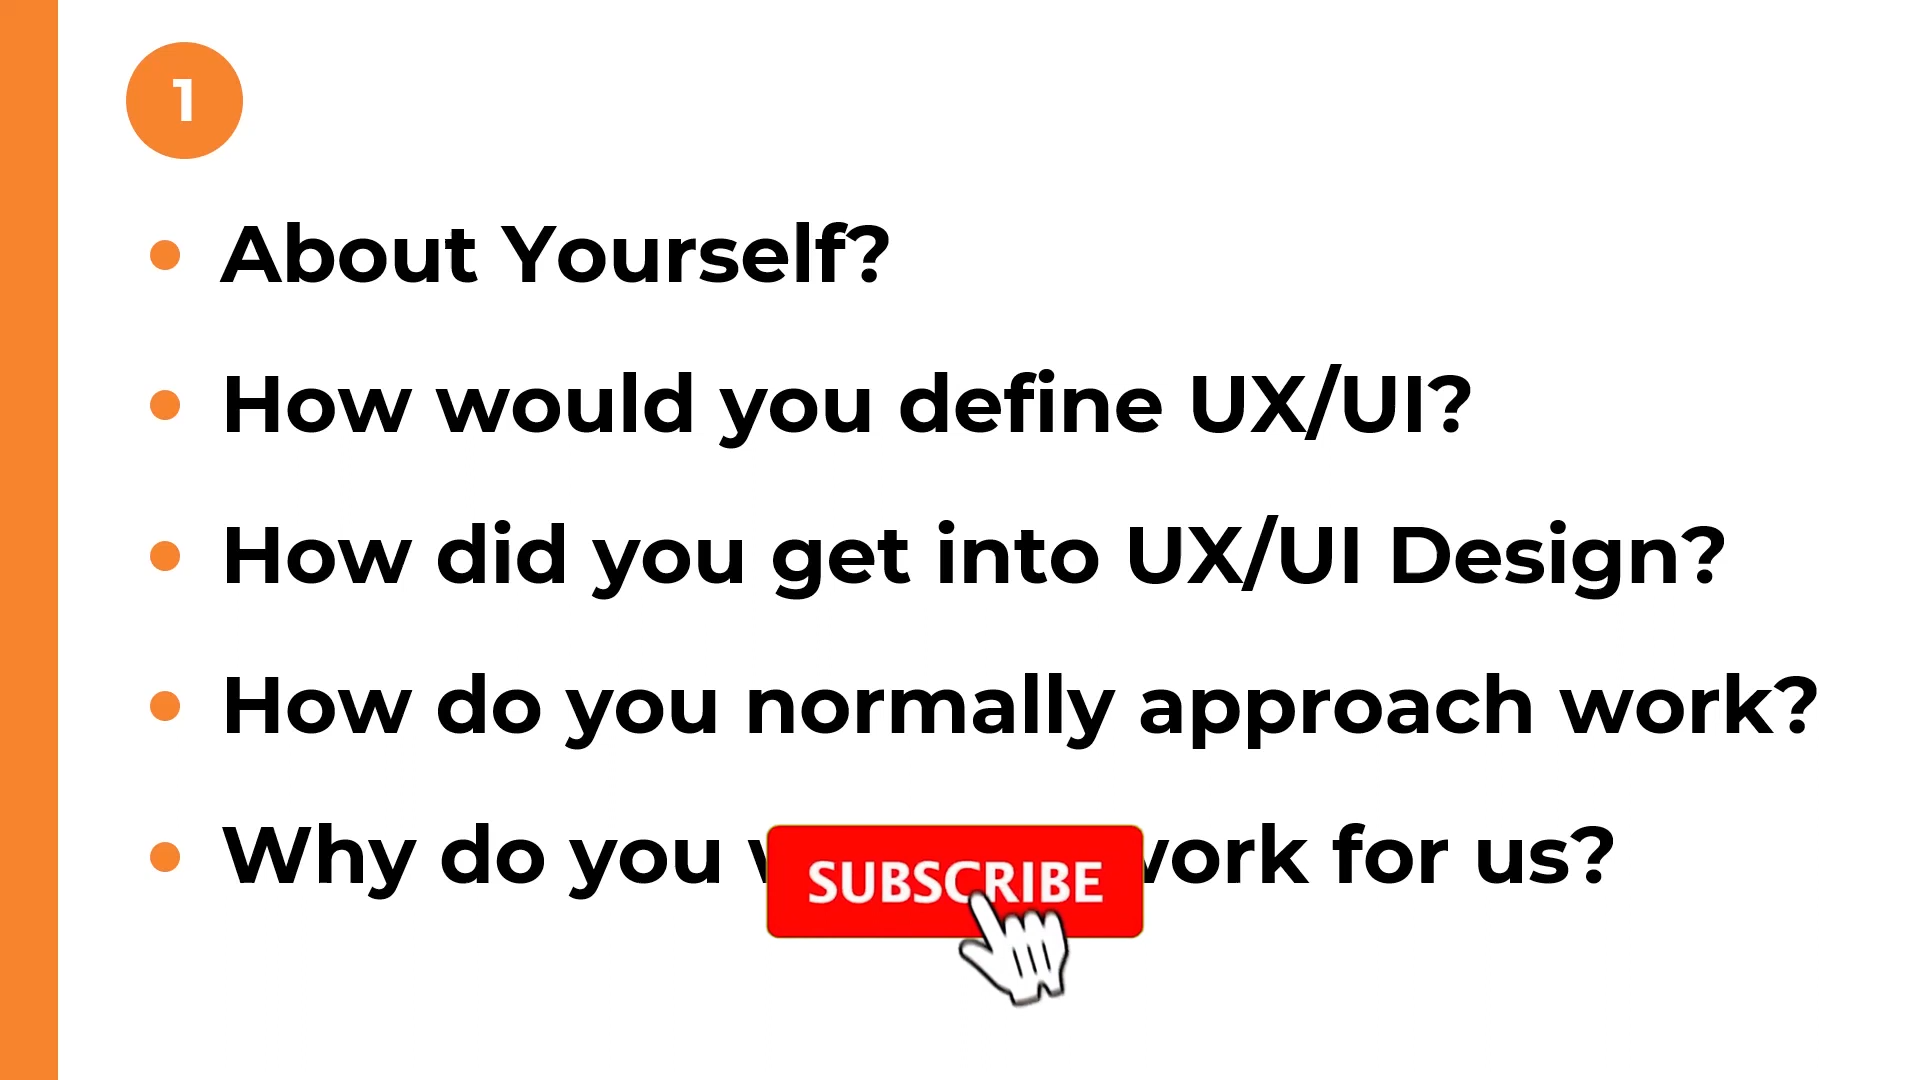 1
About Yourself?
How would you define UX/UI?
How did you get into UX/UI Design?
How do you normally approach work?
Why do you for us?
SUBSCRIBE